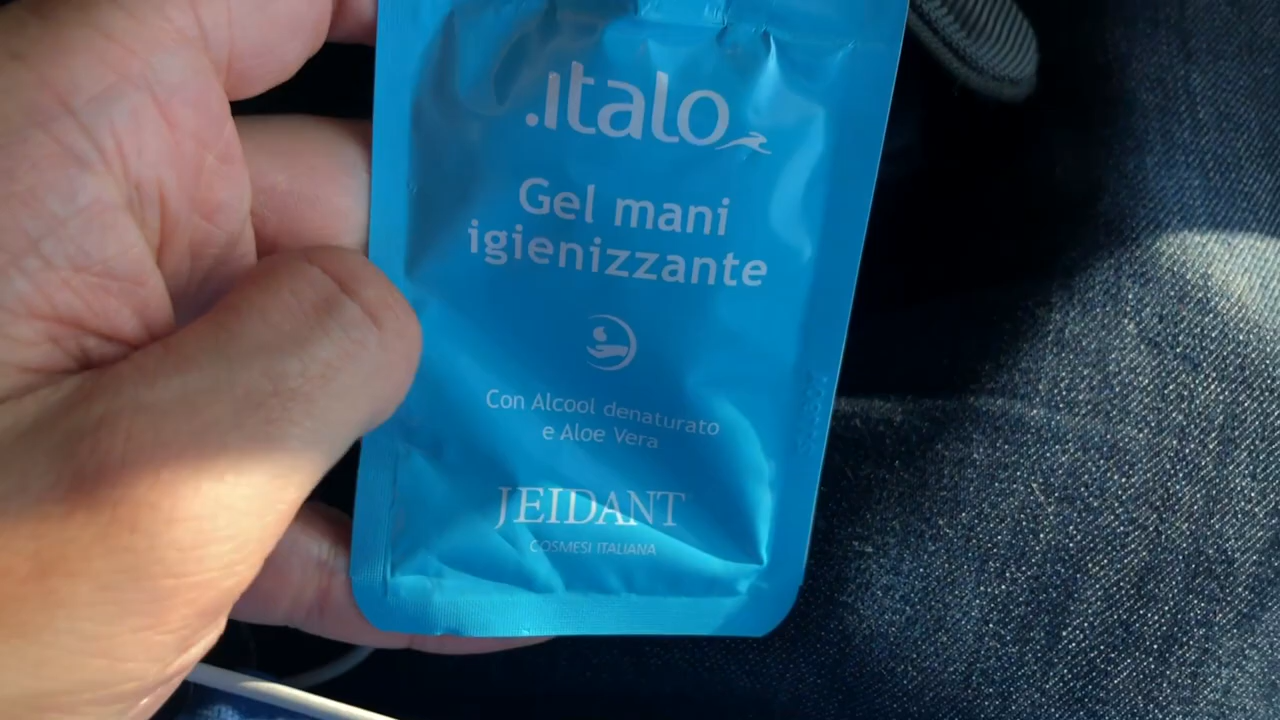 .italo
Gel mani
igienizzante
Con Alcool denaturato
e Aloe Vera
JEIDANT
COSMESI ITALIANA